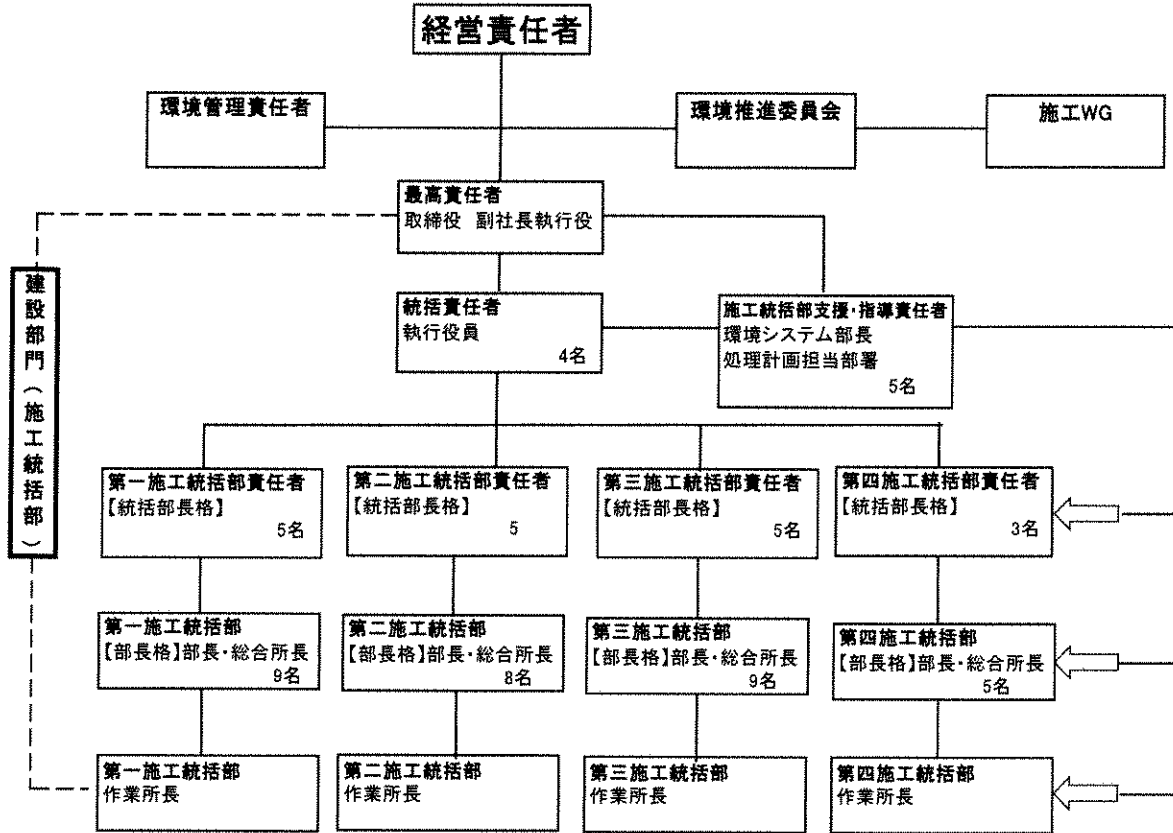 経営責任者
環境管理責任者
環境推進委員会
施工WG
最高責任者
取締役 副社長執行役
統括責任者
執行役員
4名
施工統括部支援・指導責任者
環境システム部長
処理計画担当部署
5名
建設部門(施工統括部)
第一施工統括部責任者
【統括部長格】
5名
第二施工統括部責任者
【統括部長格】
5
第三施工統括部責任者
【統括部長格】
5名
第四施工統括部責任者
【統括部長格】
3名
第一施工統括部
【部長格】部長・総合所長
9名
第二施工統括部
【部長格】部長・総合所長
8名
第三施工統括部
【部長格】部長・総合所長
9名
第四施工統括部
【部長格】部長・総合所長
5名
第一施工統括部
作業所長
第二施工統括部
作業所長
第三施工統括部
作業所長
第四施工統括部
作業所長